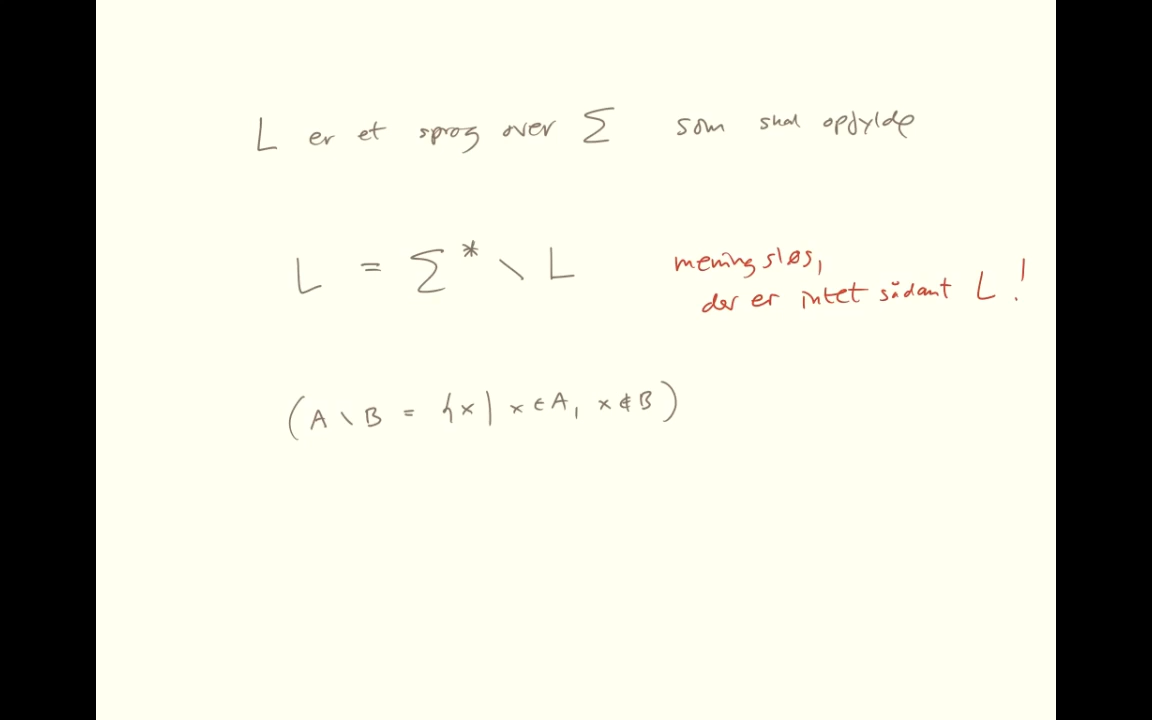 L er et sprog over Σ som skal opfylde
L = Σ* \ L meningsløs,
der er intet sådant L !
(A \ B = {x | x ∈ A, x ∉ B)